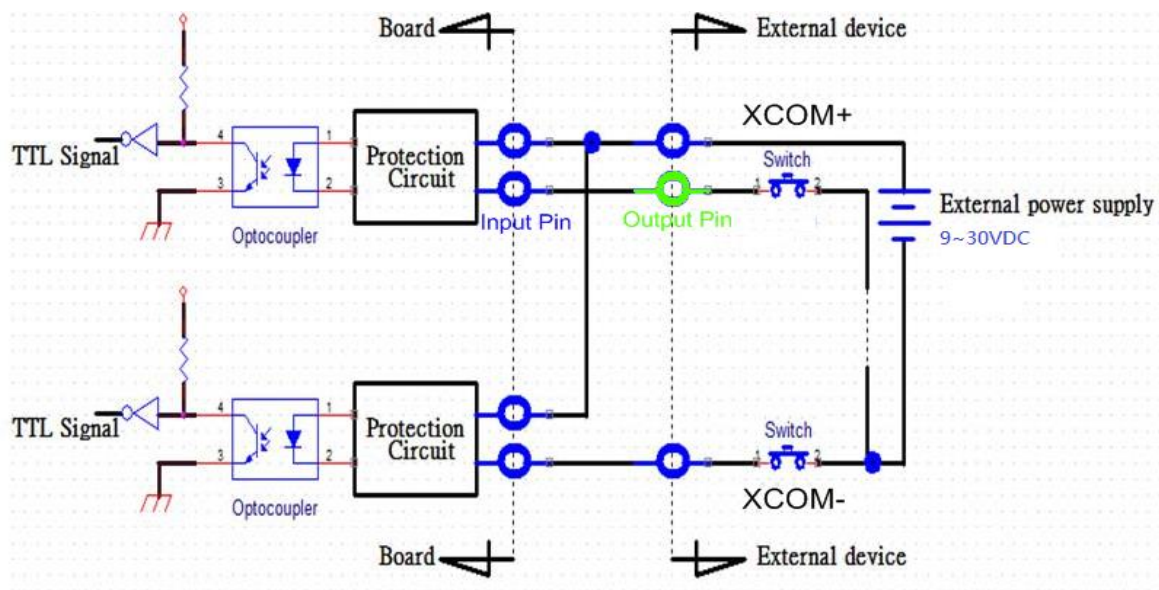 Board
External device
XCOM+
TTL Signal
4
1
3
2
Optocoupler
Protection
Circuit
Input Pin
Output Pin
Switch
1
2
External power supply
9~30VDC
TTL Signal
4
1
3
2
Optocoupler
Protection
Circuit
Switch
1
2
XCOM-
Board
External device